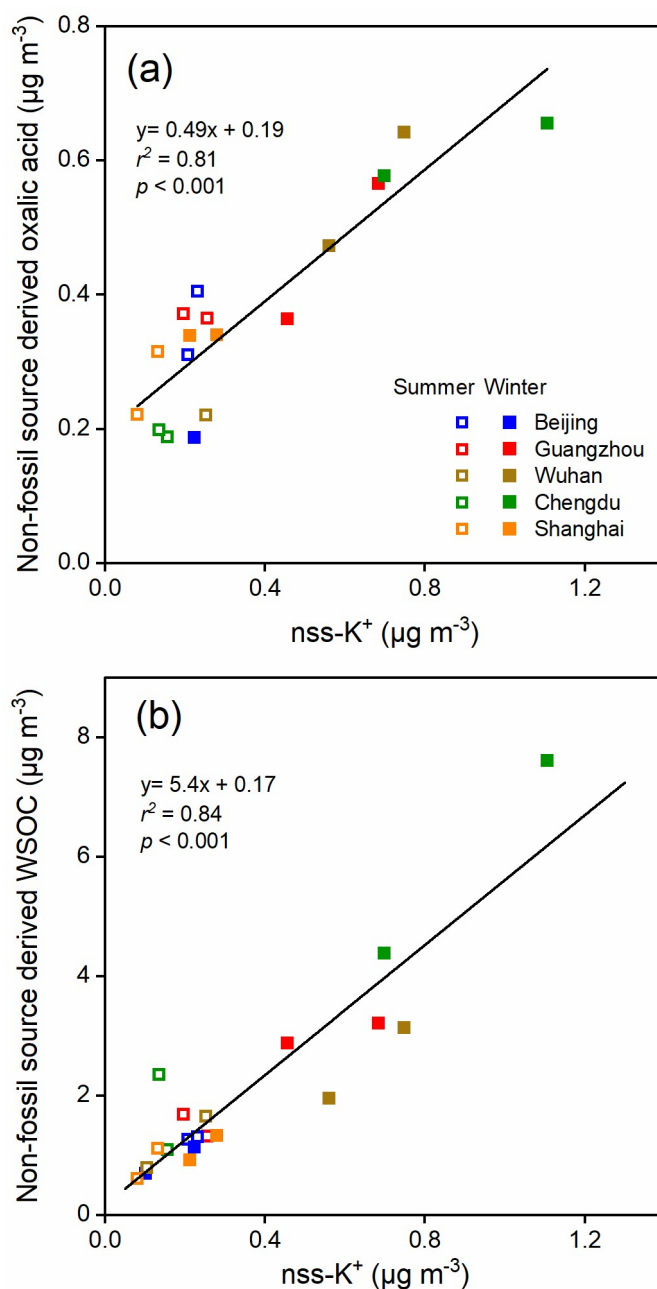 Non-fossil source derived oxalic acid (µg m⁻³)
0.8
0.6
0.4
0.2
0.0
(a)
y= 0.49x + 0.19
r² = 0.81
p < 0.001
Summer Winter
Beijing
Guangzhou
Wuhan
Chengdu
Shanghai
0.0 0.4 0.8 1.2
nss-K⁺ (µg m⁻³)
Non-fossil source derived WSOC (µg m⁻³)
8
6
4
2
0
(b)
y= 5.4x + 0.17
r² = 0.84
p < 0.001
0.0 0.4 0.8 1.2
nss-K⁺ (µg m⁻³)